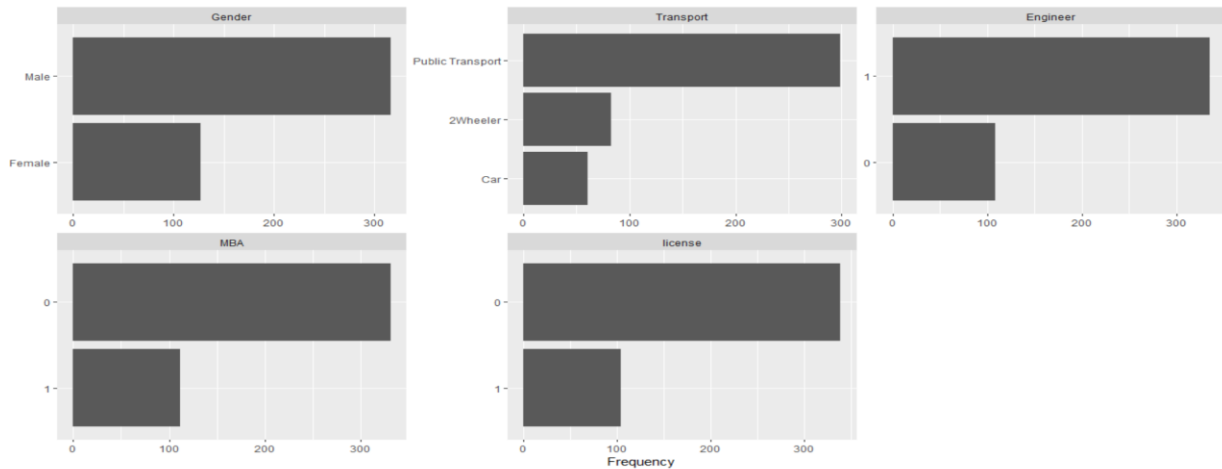 Gender
Male
Female
0 100 200 300
Transport
Public Transport
2Wheeler
Car
0 100 200 300
Engineer
1
0
0 100 200 300
MBA
0
1
0 100 200 300
license
0
1
0 100 200 300
Frequency